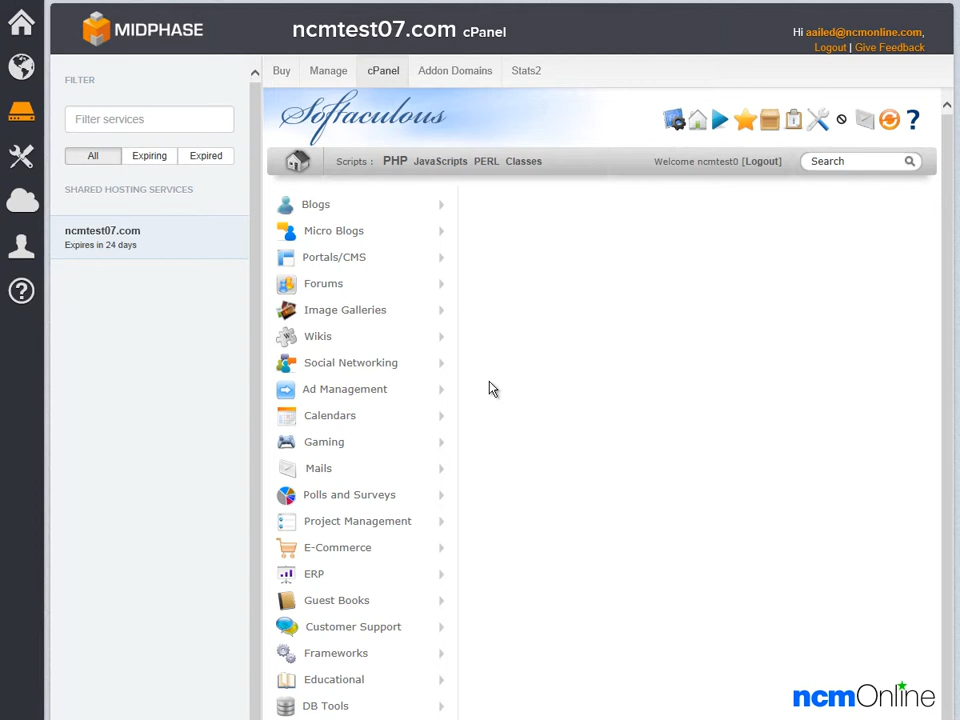 MIDPHASE
ncmtest07.com cPanel
Hi aailed@ncmonline.com,
Logout | Give Feedback
FILTER
Filter services
All Expiring Expired
SHARED HOSTING SERVICES
ncmtest07.com
Expires in 24 days
Buy Manage cPanel Addon Domains Stats2
Softaculous
Scripts : PHP JavaScripts PERL Classes
Welcome ncmtest0 [Logout]
Search
Blogs
Micro Blogs
Portals/CMS
Forums
Image Galleries
Wikis
Social Networking
Ad Management
Calendars
Gaming
Mails
Polls and Surveys
Project Management
E-Commerce
ERP
Guest Books
Customer Support
Frameworks
Educational
DB Tools
ncmOnline